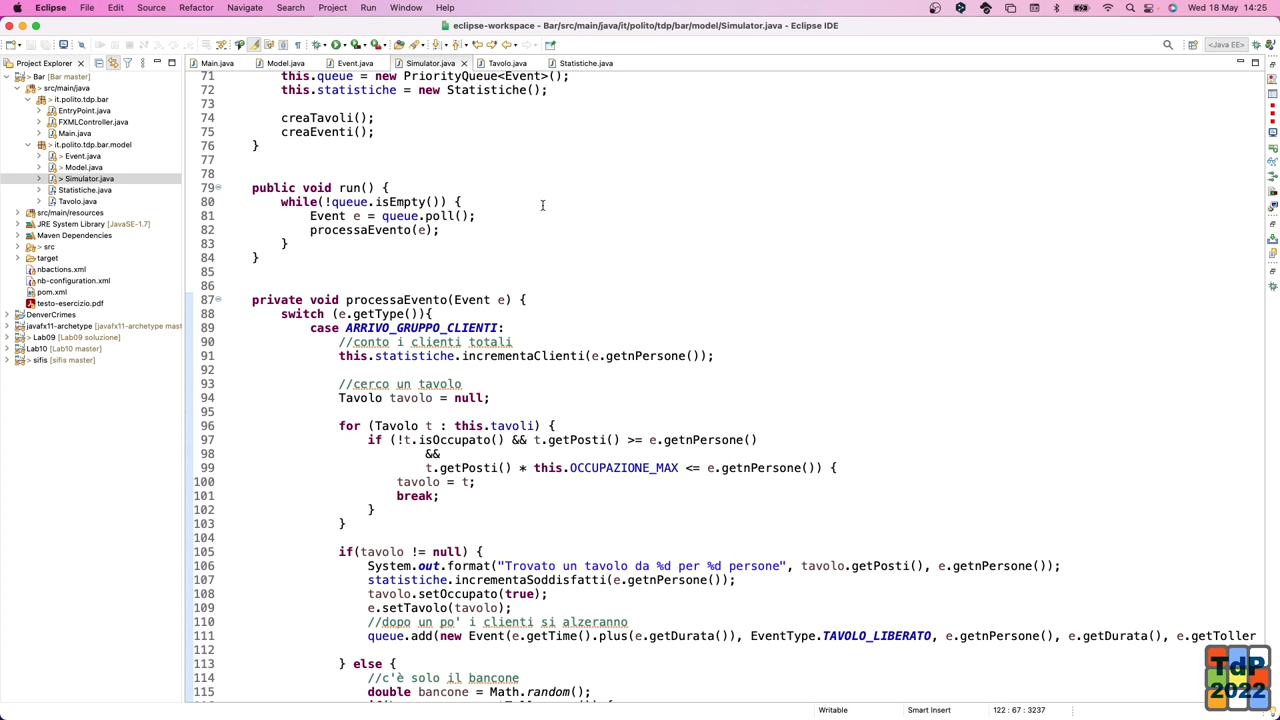 Eclipse File Edit Source Refactor Navigate Search Project Run Window Help Wed 18 May 14:25
eclipse-workspace - Bar/src/main/java/it/polito/tdp/bar/model/Simulator.java - Eclipse IDE
<Java EE>
Project Explorer
Main.java Model.java Event.java Simulator.java Tavolo.java Statistiche.java
> Bar [Bar master]
> src/main/java
it.polito.tdp.bar
EntryPoint.java
FXMLController.java
Main.java
> it.polito.tdp.bar.model
> Event.java
> Model.java
> Simulator.java
Statistiche.java
Tavolo.java
src/main/resources
JRE System Library [JavaSE-1.7]
Maven Dependencies
> src
target
nbactions.xml
nb-configuration.xml
pom.xml
testo-esercizio.pdf
DenverCrimes
javafx11-archetype [javafx11-archetype mast
> Lab09 [Lab09 soluzione]
Lab10 [Lab10 master]
> sifis [sifis master]
71 this.queue = new PriorityQueue<Event>();
72 this.statistiche = new Statistiche();
73
74 creaTavoli();
75 creaEventi();
76 }
77
78
79 public void run() {
80 while(!queue.isEmpty()) {
81 Event e = queue.poll();
82 processaEvento(e);
83 }
84 }
85
86
87 private void processaEvento(Event e) {
88 switch (e.getType()){
89 case ARRIVO_GRUPPO_CLIENTI:
90 //conto i clienti totali
91 this.statistiche.incrementaClienti(e.getnPersone());
92
93 //cerco un tavolo
94 Tavolo tavolo = null;
95
96 for (Tavolo t : this.tavoli) {
97 if (!t.isOccupato() && t.getPosti() >= e.getnPersone()
98 &&
99 t.getPosti() * this.OCCUPAZIONE_MAX <= e.getnPersone()) {
100 tavolo = t;
101 break;
102 }
103 }
104
105 if(tavolo != null) {
106 System.out.format("Trovato un tavolo da %d per %d persone", tavolo.getPosti(), e.getnPersone());
107 statistiche.incrementaSoddisfatti(e.getnPersone());
108 tavolo.setOccupato(true);
109 e.setTavolo(tavolo);
110 //dopo un po' i clienti si alzeranno
111 queue.add(new Event(e.getTime().plus(e.getDurata()), EventType.TAVOLO_LIBERATO, e.getnPersone(), e.getDurata(), e.getToller
112
113 } else {
114 //c'è solo il bancone
115 double bancone = Math.random();
TdP
2022
Writable Smart Insert 122 : 67 : 3237